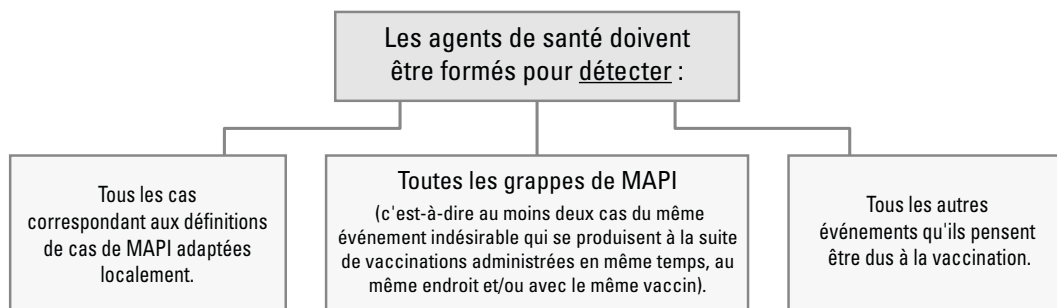 Les agents de santé doivent
être formés pour détecter :
Tous les cas
correspondant aux définitions
de cas de MAPI adaptées
localement.
Toutes les grappes de MAPI
(c'est-à-dire au moins deux cas du même
événement indésirable qui se produisent à la suite
de vaccinations administrées en même temps, au
même endroit et/ou avec le même vaccin).
Tous les autres
événements qu'ils pensent
être dus à la vaccination.